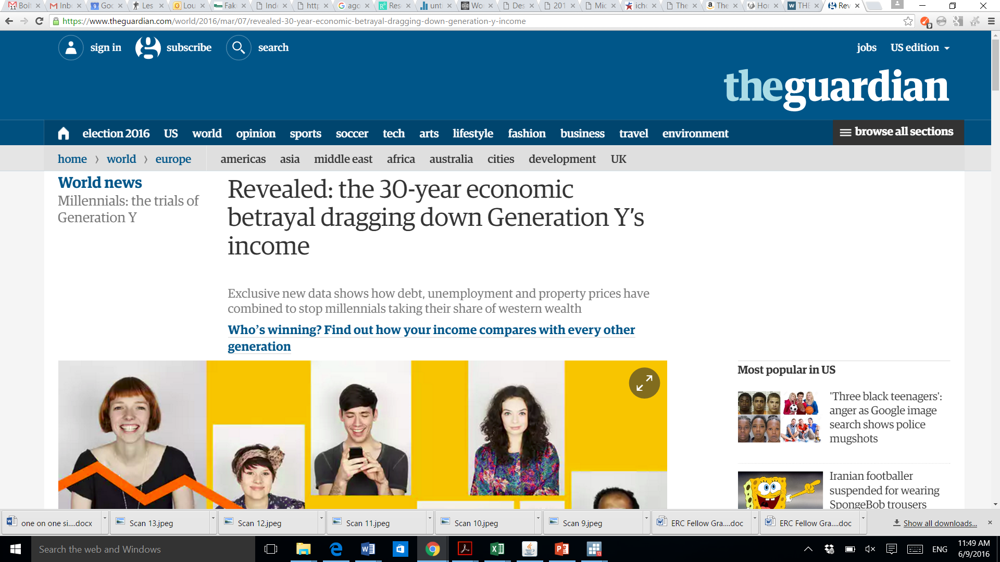 Boît
Inbo
Goo
Les
Lou
Fak
Inde
http
ago
Res
unt
Wo
Des
201
Mic
icho
The
The
Hor
THE
Rev
https://www.theguardian.com/world/2016/mar/07/revealed-30-year-economic-betrayal-dragging-down-generation-y-income
sign in subscribe search jobs US edition
theguardian
election 2016 US world opinion sports soccer tech arts lifestyle fashion business travel environment browse all sections
home › world › europe americas asia middle east africa australia cities development UK
World news
Millennials: the trials of
Generation Y
Revealed: the 30-year economic
betrayal dragging down Generation Y’s
income
Exclusive new data shows how debt, unemployment and property prices have
combined to stop millennials taking their share of western wealth
Who’s winning? Find out how your income compares with every other
generation
Most popular in US
'Three black teenagers':
anger as Google image
search shows police
mugshots
Iranian footballer
suspended for wearing
SpongeBob trousers
one on one si....docx Scan 13.jpeg Scan 12.jpeg Scan 11.jpeg Scan 10.jpeg Scan 9.jpeg ERC Fellow Gra....doc ERC Fellow Gra....doc Show all downloads...
Search the web and Windows
ENG
11:49 AM
6/9/2016